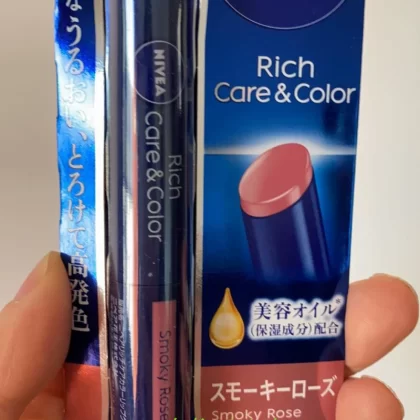 なうるおい、とろけて高発色
NIVEA
Rich
Care & Color
Smoky Rose
Rich
Care & Color
美容オイル*
(保湿成分)配合
スモーキーローズ
Smoky Rose